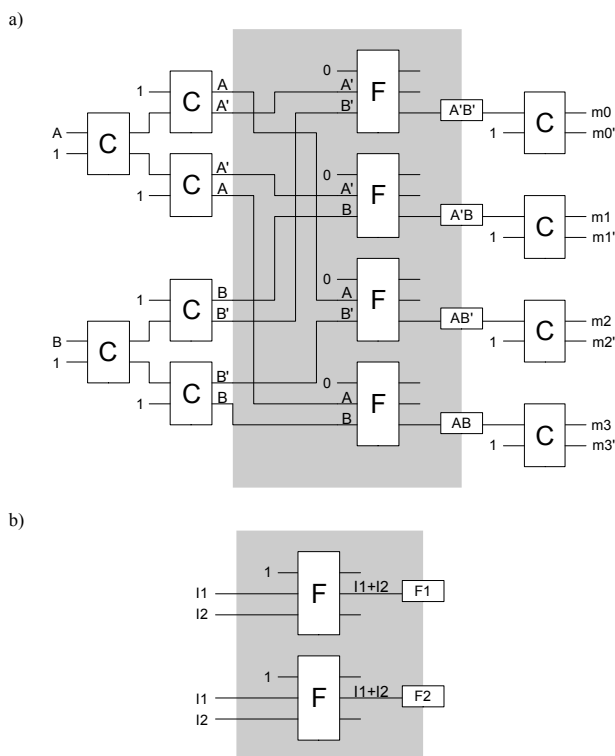 a)
0
1 A A' F
C A' B' A'B' m0
A C 1 C m0'
1
A' 0
C A A' F
1 B A'B m1
1 C m1'
0
1 B A F
C B' B' AB' m2
B C 1 C m2'
1
B' 0
C B A F
1 B AB m3
1 C m3'
b)
1
I1 F I1+I2 F1
I2
1
I1 F I1+I2 F2
I2